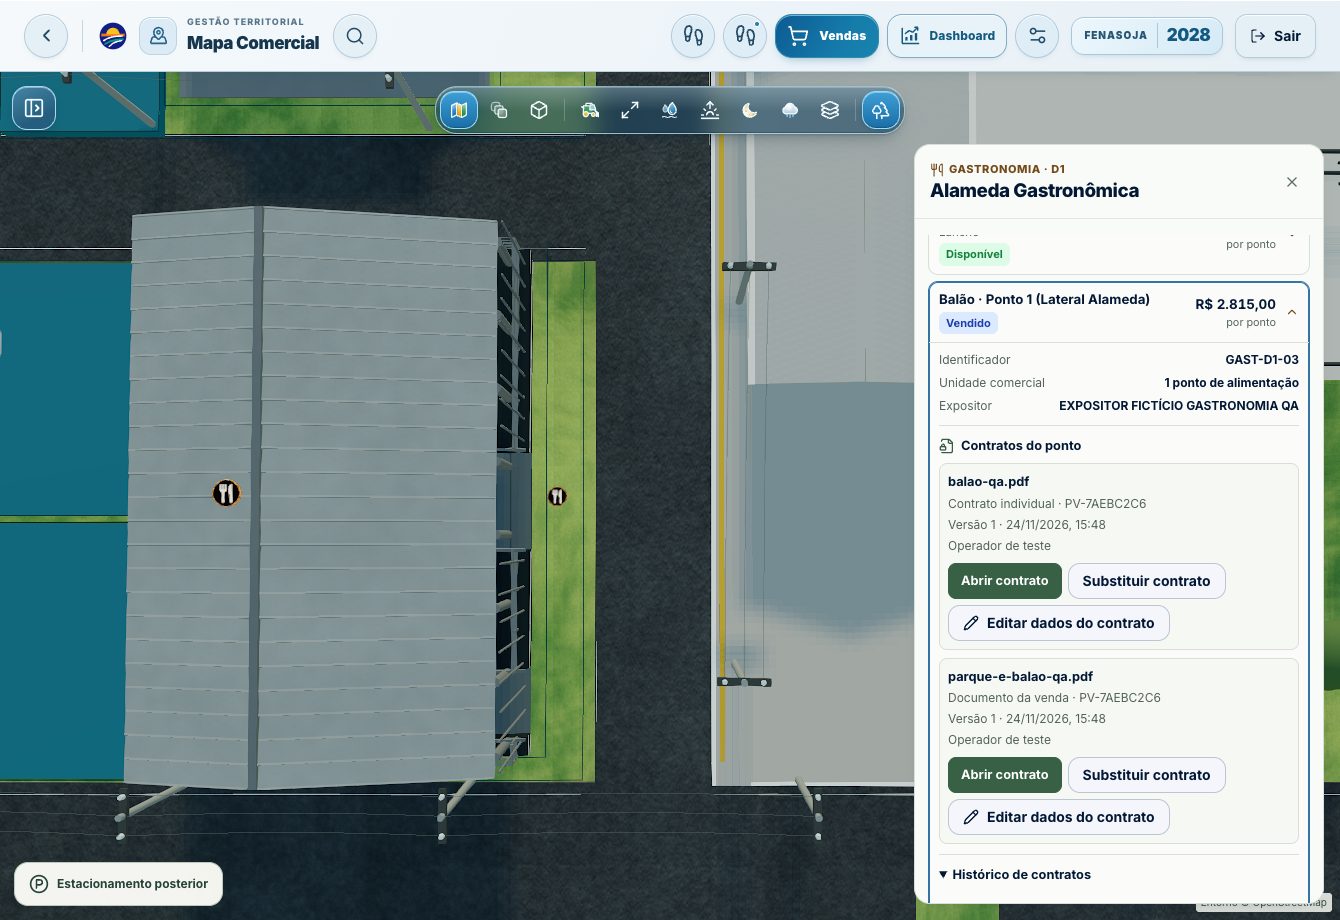 GESTÃO TERRITORIAL
Mapa Comercial
Vendas
Dashboard
FENASOJA 2028
Sair
GASTRONOMIA · D1
Alameda Gastronômica
por ponto
Disponível
Balão · Ponto 1 (Lateral Alameda)
R$ 2.815,00
Vendido
por ponto
Identificador GAST-D1-03
Unidade comercial 1 ponto de alimentação
Expositor EXPOSITOR FICTÍCIO GASTRONOMIA QA
Contratos do ponto
balao-qa.pdf
Contrato individual · PV-7AEBC2C6
Versão 1 · 24/11/2026, 15:48
Operador de teste
Abrir contrato Substituir contrato
Editar dados do contrato
parque-e-balao-qa.pdf
Documento da venda · PV-7AEBC2C6
Versão 1 · 24/11/2026, 15:48
Operador de teste
Abrir contrato Substituir contrato
Editar dados do contrato
Histórico de contratos
P Estacionamento posterior